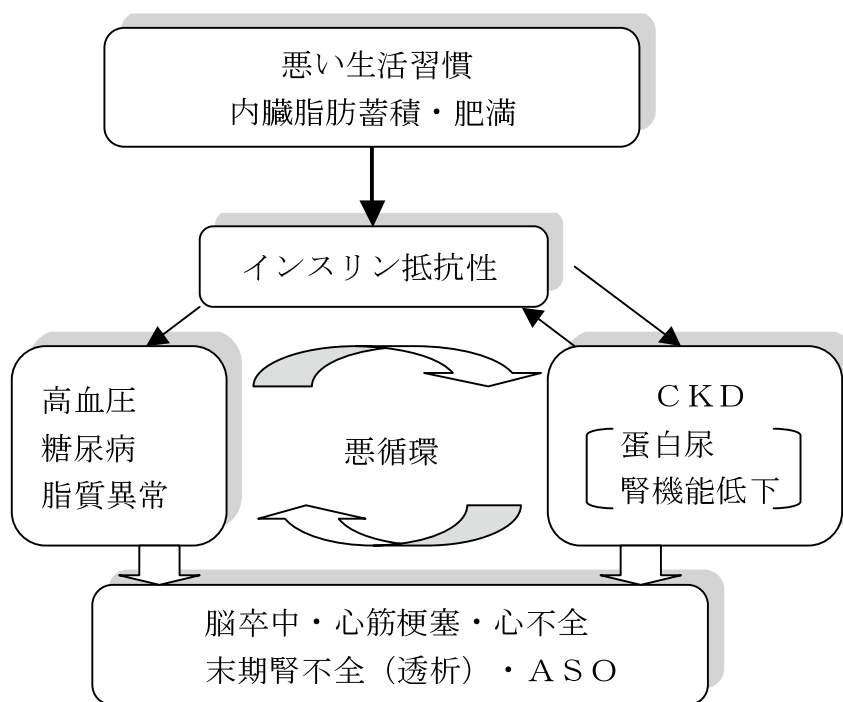 悪い生活習慣
内臓脂肪蓄積・肥満
インスリン抵抗性
高血圧
糖尿病
脂質異常
悪循環
ＣＫＤ
蛋白尿
腎機能低下
脳卒中・心筋梗塞・心不全
末期腎不全（透析）・ＡＳＯ